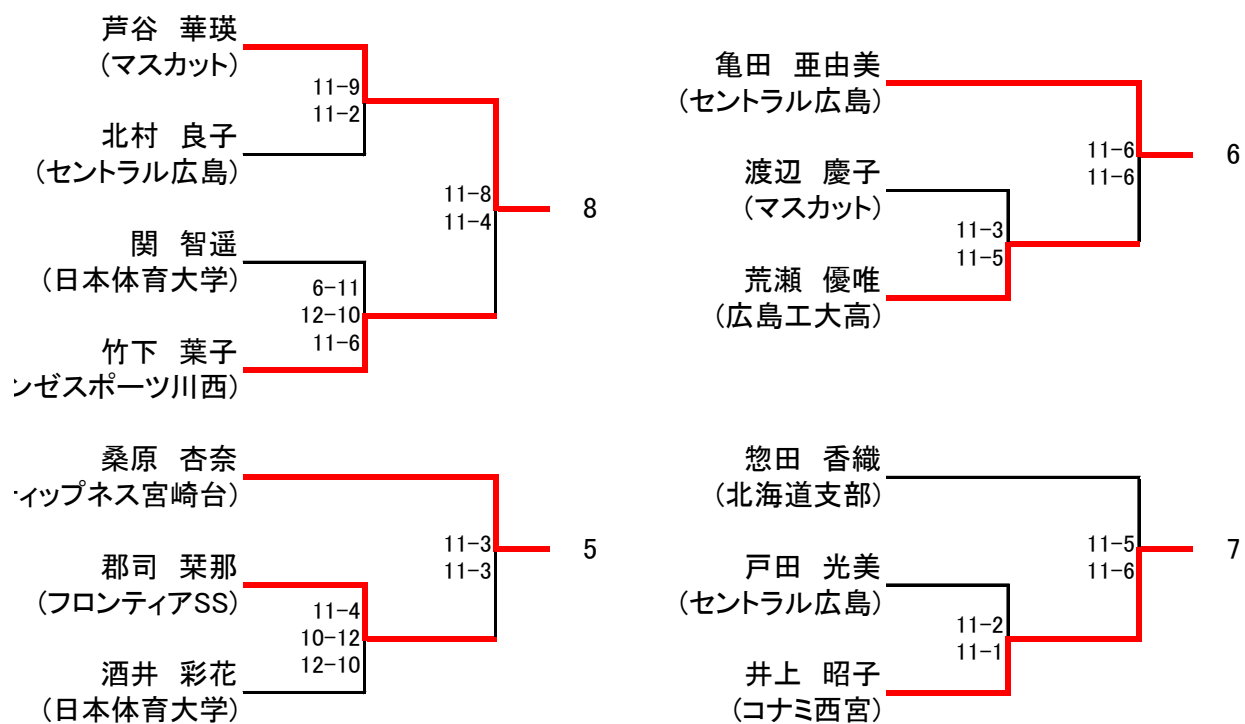 芦谷 華瑛
(マスカット)
11-9
11-2
北村 良子
(セントラル広島)
11-8
11-4
8
関 智遥
(日本体育大学)
6-11
12-10
11-6
竹下 葉子
ンゼスポーツ川西)
亀田 亜由美
(セントラル広島)
11-6
11-6
6
渡辺 慶子
(マスカット)
11-3
11-5
荒瀬 優唯
(広島工大高)
桑原 杏奈
ィップネス宮崎台)
11-3
11-3
5
郡司 栞那
(フロンティアSS)
11-4
10-12
12-10
酒井 彩花
(日本体育大学)
惣田 香織
(北海道支部)
11-5
11-6
7
戸田 光美
(セントラル広島)
11-2
11-1
井上 昭子
(コナミ西宮)